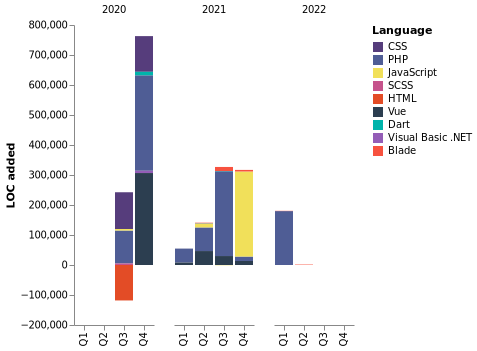 2020 2021 2022
LOC added
800,000
700,000
600,000
500,000
400,000
300,000
200,000
100,000
0
−100,000
−200,000
Q1 Q2 Q3 Q4 Q1 Q2 Q3 Q4 Q1 Q2 Q3 Q4
Language
CSS
PHP
JavaScript
SCSS
HTML
Vue
Dart
Visual Basic .NET
Blade